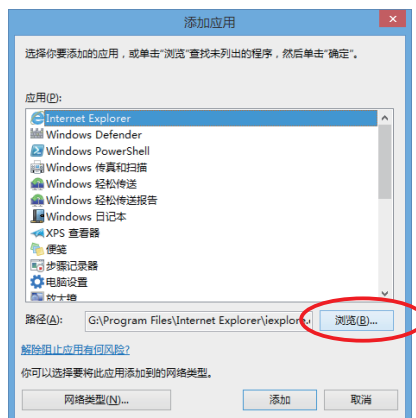 添加应用
选择你要添加的应用，或单击“浏览”查找未列出的程序，然后单击“确定”。
应用(P):
Internet Explorer
Windows Defender
Windows PowerShell
Windows 传真和扫描
Windows 轻松传送
Windows 轻松传送报告
Windows 日记本
XPS 查看器
便笺
步骤记录器
电脑设置
放大镜
路径(A): G:\Program Files\Internet Explorer\iexplore. 浏览(B)...
解除阻止应用有何风险?
你可以选择要将此应用添加到的网络类型。
网络类型(N)... 添加 取消